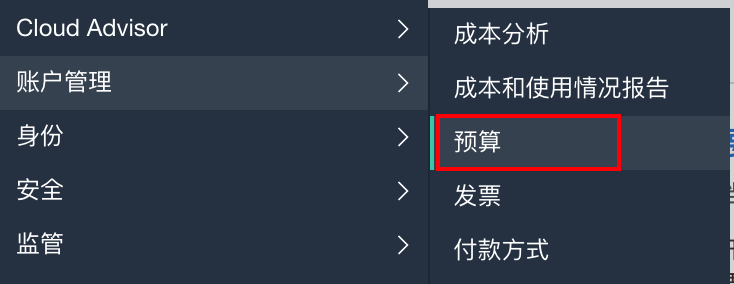 Cloud Advisor
账户管理
身份
安全
监管
成本分析
成本和使用情况报告
预算
发票
付款方式